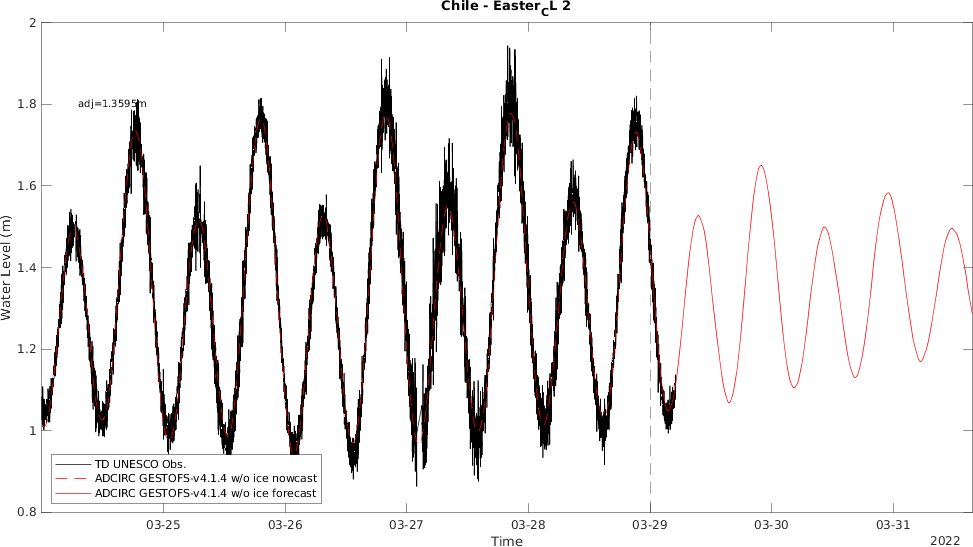 Chile - Easter_CL 2
2
1.8
1.6
1.4
1.2
1
0.8
Water Level (m)
adj=1.3595m
TD UNESCO Obs.
ADCIRC GESTOFS-v4.1.4 w/o ice nowcast
ADCIRC GESTOFS-v4.1.4 w/o ice forecast
03-25
03-26
03-27
03-28
03-29
03-30
03-31
Time
2022